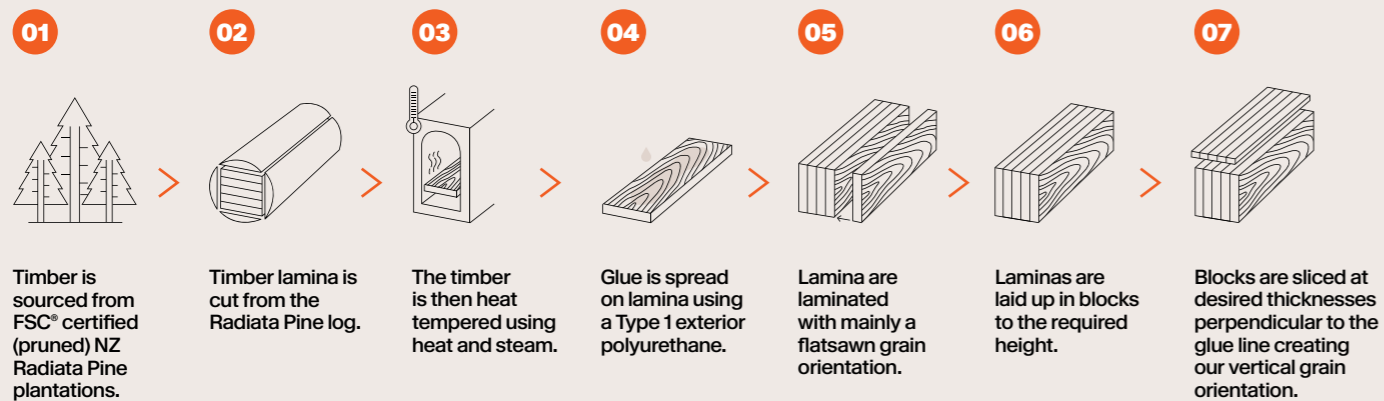 01
Timber is
sourced from
FSC® certified
(pruned) NZ
Radiata Pine
plantations.
02
Timber lamina is
cut from the
Radiata Pine log.
03
The timber
is then heat
tempered using
heat and steam.
04
Glue is spread
on lamina using
a Type 1 exterior
polyurethane.
05
Lamina are
laminated
with mainly a
flatsawn grain
orientation.
06
Laminas are
laid up in blocks
to the required
height.
07
Blocks are sliced at
desired thicknesses
perpendicular to the
glue line creating
our vertical grain
orientation.